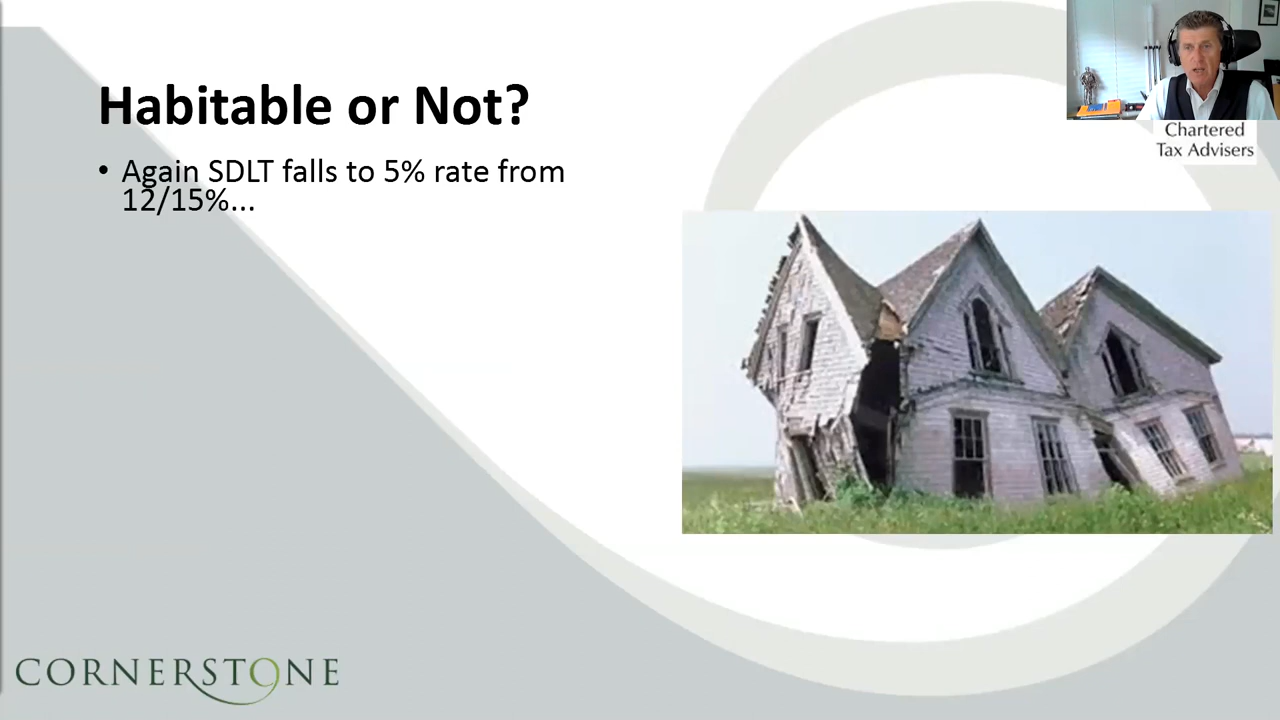 Habitable or Not?
• Again SDLT falls to 5% rate from
12/15%...
Chartered
Tax Advisers
CORNERSTONE